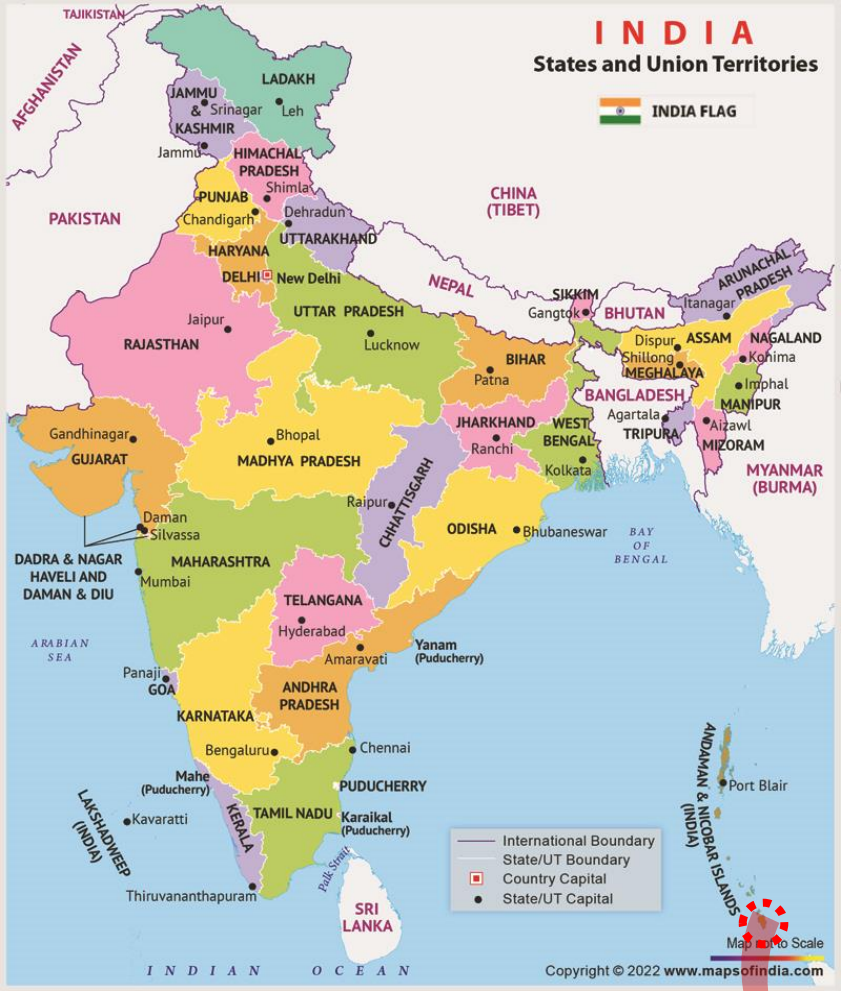 INDIA
States and Union Territories
INDIA FLAG
TAJIKISTAN
AFGHANISTAN
PAKISTAN
CHINA
(TIBET)
NEPAL
BHUTAN
BANGLADESH
MYANMAR
(BURMA)
SRI
LANKA
LADAKH
Leh
JAMMU
&
KASHMIR
Srinagar
Jammu
HIMACHAL
PRADESH
Shimla
PUNJAB
Chandigarh
Dehradun
UTTARAKHAND
HARYANA
DELHI
New Delhi
RAJASTHAN
Jaipur
UTTAR PRADESH
Lucknow
BIHAR
Patna
SIKKIM
Gangtok
ARUNACHAL
PRADESH
Itanagar
ASSAM
Dispur
Shillong
MEGHALAYA
NAGALAND
Kohima
Imphal
MANIPUR
Aizawl
MIZORAM
Agartala
TRIPURA
WEST
BENGAL
Kolkata
JHARKHAND
Ranchi
GUJARAT
Gandhinagar
MADHYA PRADESH
Bhopal
CHHATTISGARH
Raipur
ODISHA
Bhubaneswar
Daman
Silvassa
DADRA & NAGAR
HAVELI AND
DAMAN & DIU
MAHARASHTRA
Mumbai
TELANGANA
Hyderabad
Amaravati
Yanam
(Puducherry)
ANDHRA
PRADESH
Panaji
GOA
KARNATAKA
Bengaluru
Chennai
Mahe
(Puducherry)
PUDUCHERRY
KERALA
TAMIL NADU
Karaikal
(Puducherry)
Thiruvananthapuram
LAKSHADWEEP
(INDIA)
Kavaratti
ANDAMAN & NICOBAR ISLANDS
(INDIA)
Port Blair
ARABIAN
SEA
BAY
OF
BENGAL
Palk Strait
INDIAN OCEAN
International Boundary
State/UT Boundary
Country Capital
State/UT Capital
Map not to Scale
Copyright © 2022 www.mapsofindia.com